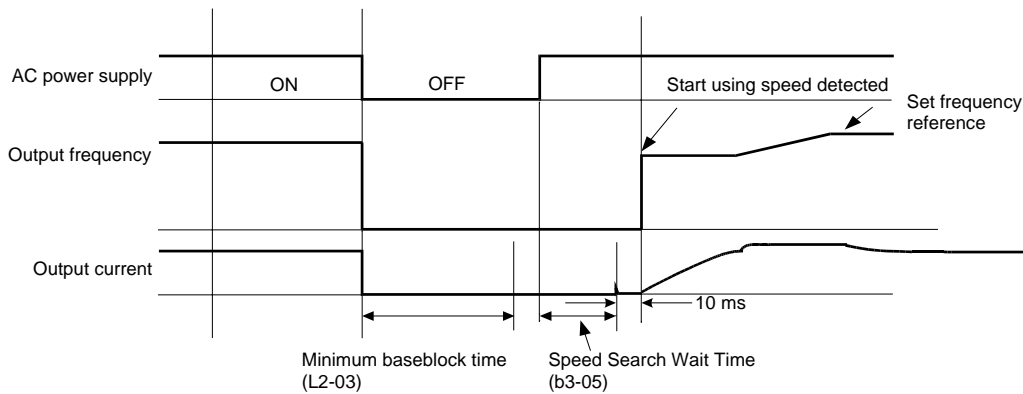 AC power supply
ON
OFF
Start using speed detected
Set frequency
reference
Output frequency
Output current
10 ms
Minimum baseblock time
(L2-03)
Speed Search Wait Time
(b3-05)